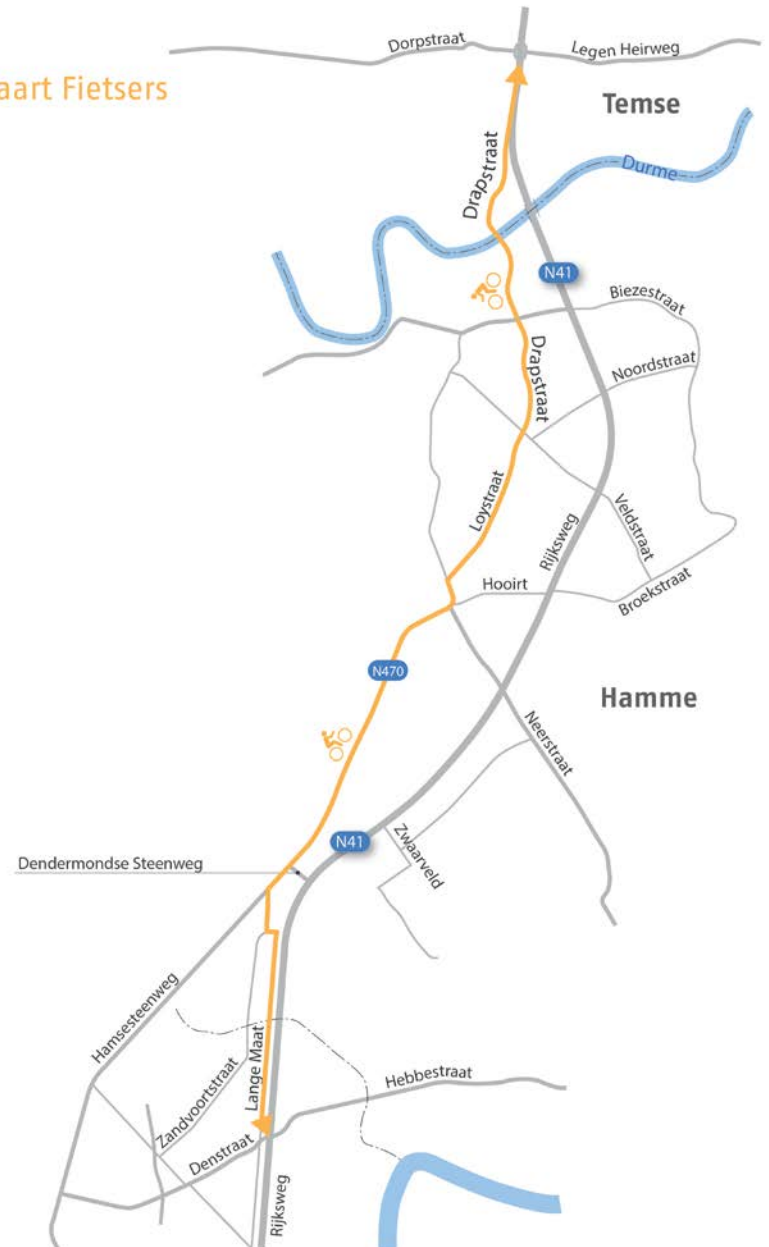 aart Fietsers
Dorpstraat
Legen Heirweg
Temse
Drapstraat
Durme
N41
Biezestraat
Drapstraat
Noordstraat
Loystraat
Veldstraat
Rijksweg
Hooirt
Broekstraat
N470
Hamme
Neerstraat
N41
Zwaarveld
Dendermondse Steenweg
Hamsesteenweg
Lange Maat
Zandvoortstraat
Hebbestraat
Denstraat
Rijksweg